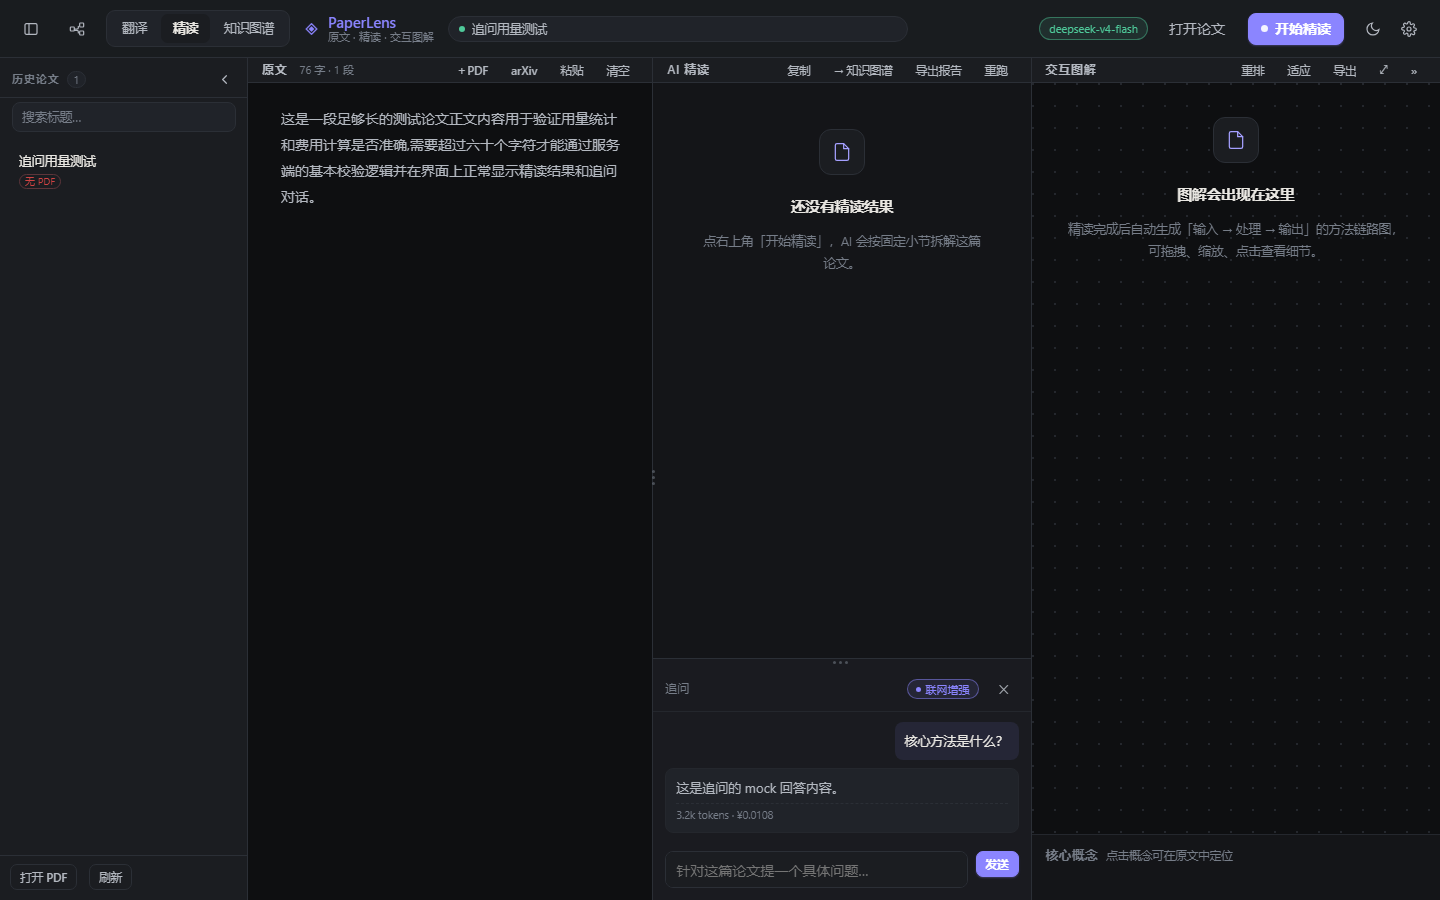 翻译
精读
知识图谱
PaperLens
原文 · 精读 · 交互图解
追问用量测试
deepseek-v4-flash
打开论文
开始精读
历史论文 1
搜索标题...
追问用量测试
无 PDF
打开 PDF
刷新
原文 76 字 · 1 段
+ PDF
arXiv
粘贴
清空
这是一段足够长的测试论文正文内容用于验证用量统计
和费用计算是否准确,需要超过六十个字符才能通过服务
端的基本校验逻辑并在界面上正常显示精读结果和追问
对话。
AI 精读
复制
→ 知识图谱
导出报告
重跑
还没有精读结果
点右上角「开始精读」，AI 会按固定小节拆解这篇
论文。
追问
联网增强
核心方法是什么?
这是追问的 mock 回答内容。
3.2k tokens · ¥0.0108
针对这篇论文提一个具体问题...
发送
交互图解
重排
适应
导出
⤢
»
图解会出现在这里
精读完成后自动生成「输入 → 处理 → 输出」的方法链路图，
可拖拽、缩放、点击查看细节。
核心概念 点击概念可在原文中定位